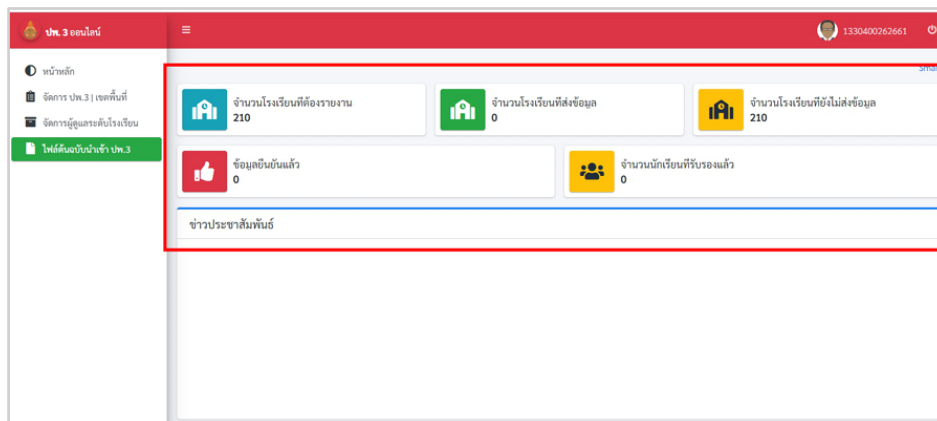 ปพ. 3 ออนไลน์
1330400262661
หน้าหลัก
จัดการ ปพ.3 | เขตพื้นที่
จัดการผู้ดูแลระดับโรงเรียน
ไฟล์ต้นฉบับนำเข้า ปพ.3
จำนวนโรงเรียนที่ต้องรายงาน
210
จำนวนโรงเรียนที่ส่งข้อมูล
0
จำนวนโรงเรียนที่ยังไม่ส่งข้อมูล
210
ข้อมูลยืนยันแล้ว
0
จำนวนนักเรียนที่รับรองแล้ว
0
ข่าวประชาสัมพันธ์